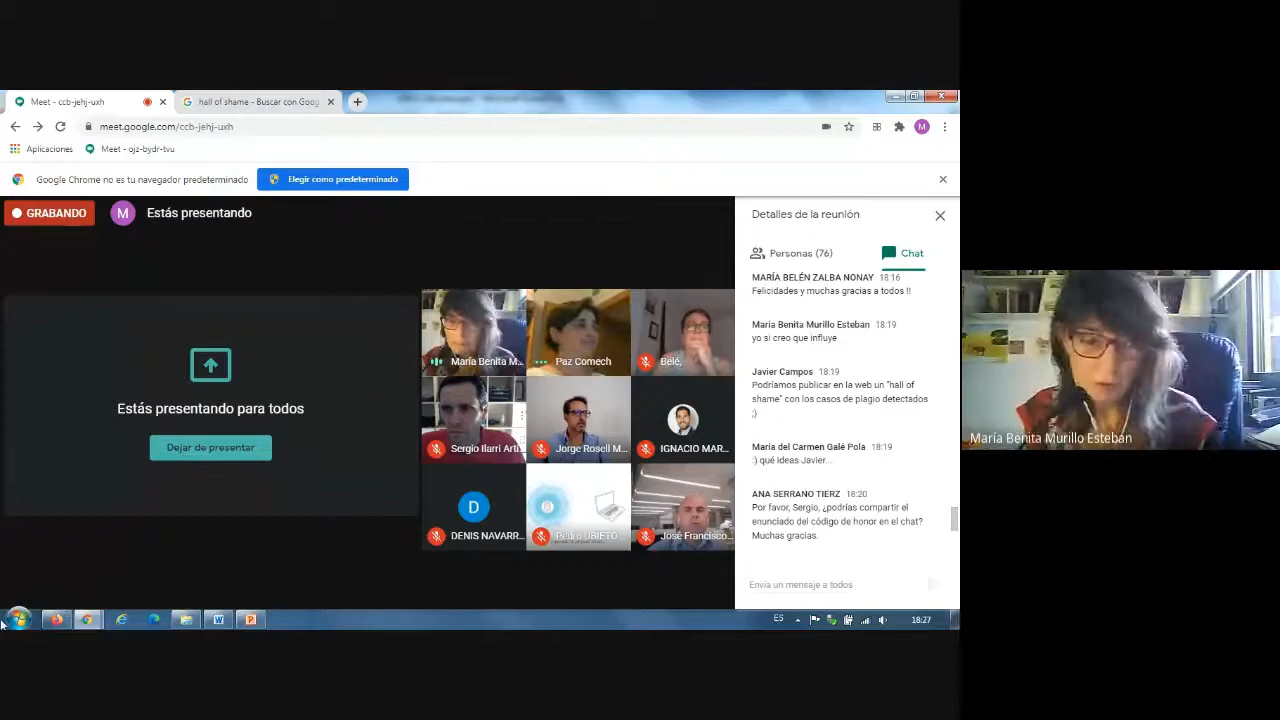 Meet - ccb-jehj-uxh
hall of shame - Buscar con Goog
meet.google.com/ccb-jehj-uxh
M
Aplicaciones
Meet - ojz-bydr-tvu
Google Chrome no es tu navegador predeterminado
Elegir como predeterminado
GRABANDO
M
Estás presentando
Detalles de la reunión
Personas (76)
Chat
MARÍA BELÉN ZALBA NONAY 18:16
Felicidades y muchas gracias a todos !!
María Benita Murillo Esteban 18:19
yo si creo que influye
Javier Campos 18:19
Podríamos publicar en la web un "hall of
shame" con los casos de plagio detectados
;)
María del Carmen Galé Pola 18:19
:) qué ideas Javier...
ANA SERRANO TIERZ 18:20
Por favor, Sergio, ¿podrías compartir el
enunciado del código de honor en el chat?
Muchas gracias.
Envía un mensaje a todos
Estás presentando para todos
Dejar de presentar
María Benita M...
Paz Comech
Belé,
Sergio Ilarri Arti...
Jorge Rosell M...
IGNACIO MAR...
D
DENIS NAVARR...
Pedro UBIETO...
José Francisco...
María Benita Murillo Esteban
ES
18:27